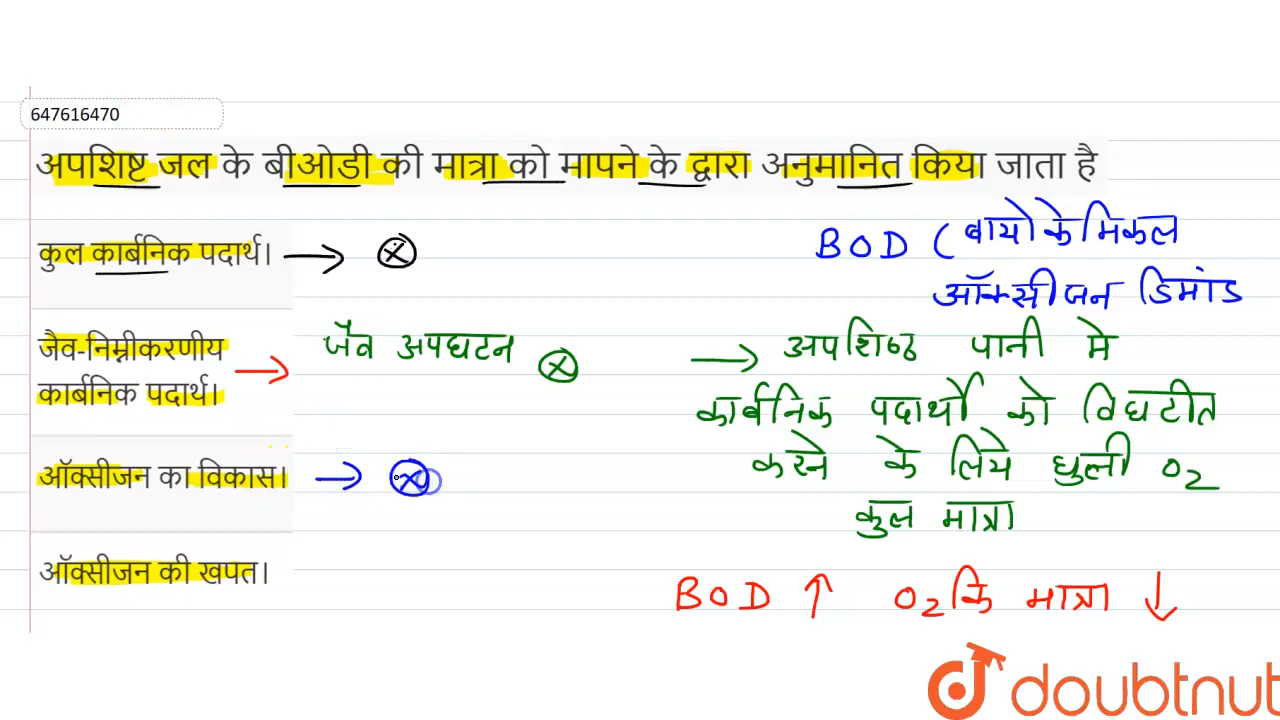 647616470
अपशिष्ट जल के बीओडी की मात्रा को मापने के द्वारा अनुमानित किया जाता है
कुल कार्बनिक पदार्थ।
BOD (बायोकेमिकल
ऑक्सीजन डिमांड
जैव-निम्नीकरणीय
कार्बनिक पदार्थ।
जैव अपघटन
अपशिष्ठ पानी मे
कार्बनिक पदार्थो को विघटीत
करने के लिये घुली O2
कुल मात्रा
ऑक्सीजन का विकास।
ऑक्सीजन की खपत।
BOD ↑ O2 कि मात्रा ↓
doubtnut